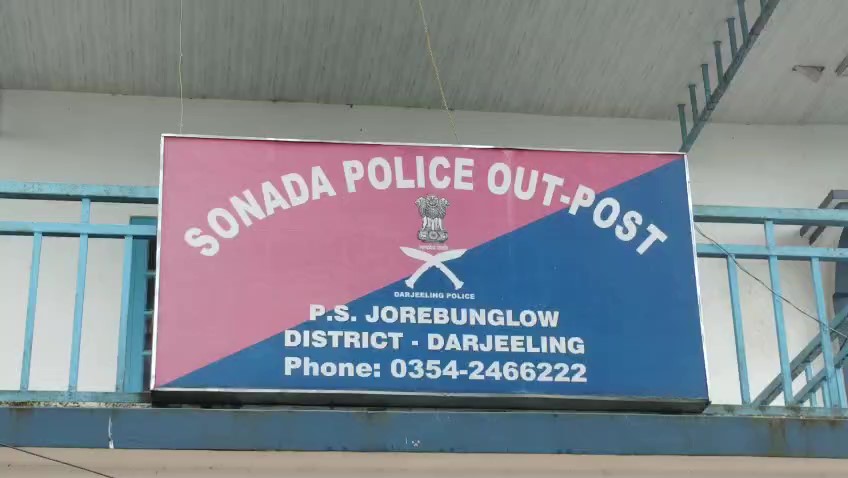 SONADA POLICE OUT-POST
DARJEELING POLICE
P.S. JOREBUNGLOW
DISTRICT - DARJEELING
Phone: 0354-2466222